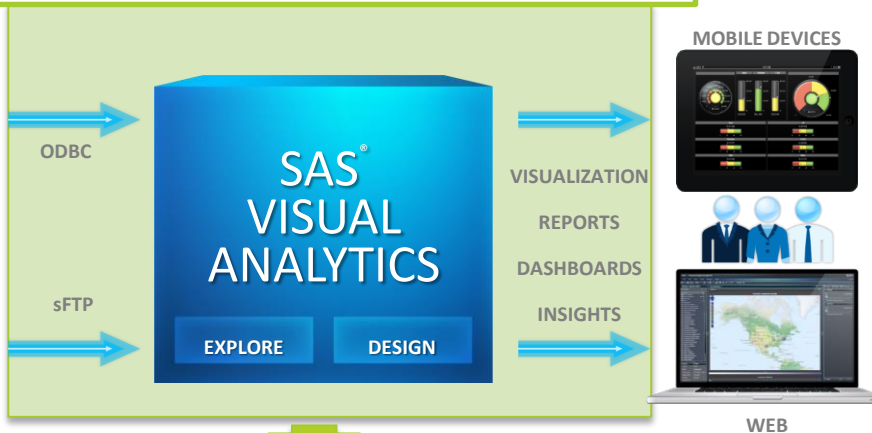 MOBILE DEVICES
ODBC
SAS®
VISUAL
ANALYTICS
EXPLORE
DESIGN
sFTP
VISUALIZATION
REPORTS
DASHBOARDS
INSIGHTS
WEB